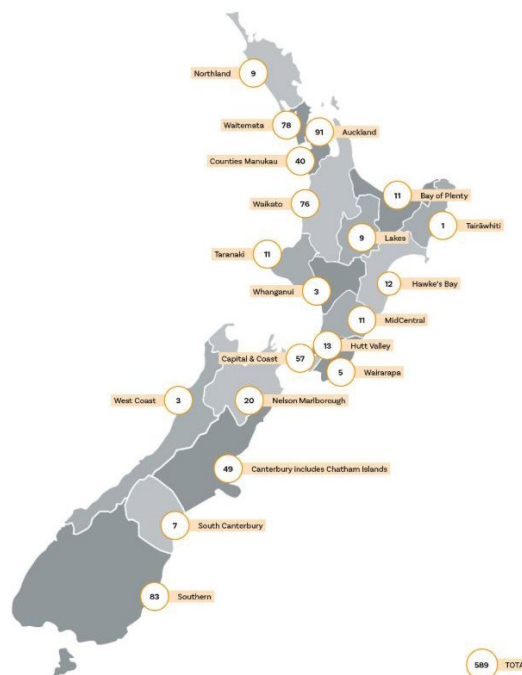 Northland 9
Waitemata 78
91 Auckland
Counties Manukau 40
Waikato 76
11 Bay of Plenty
1 Tairāwhiti
9 Lakes
Taranaki 11
12 Hawke's Bay
Whanganui 3
11 MidCentral
13 Hutt Valley
Capital & Coast 57
5 Wairarapa
West Coast 3
20 Nelson Marlborough
49 Canterbury Includes Chatham Islands
7 South Canterbury
83 Southern
589 TOTA